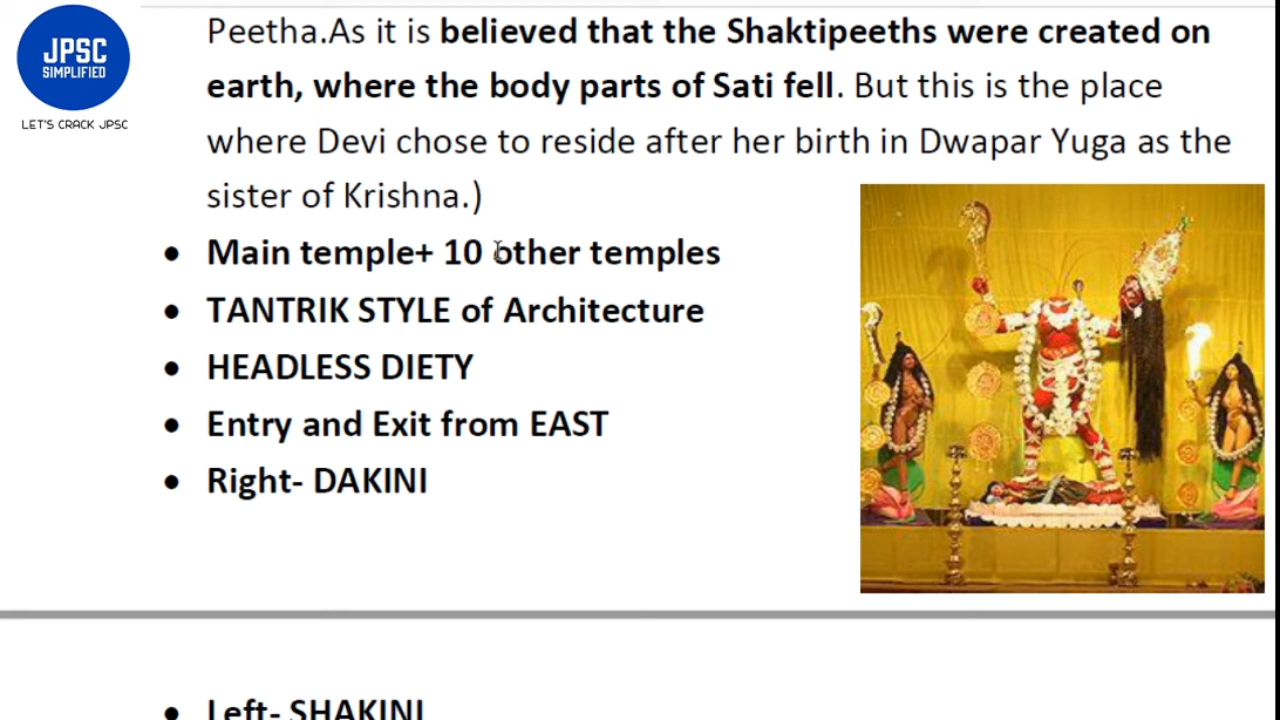 JPSC
SIMPLIFIED
LET'S CRACK JPSC
Peetha.As it is believed that the Shaktipeeths were created on
earth, where the body parts of Sati fell. But this is the place
where Devi chose to reside after her birth in Dwapar Yuga as the
sister of Krishna.)
• Main temple+ 10 other temples
• TANTRIK STYLE of Architecture
• HEADLESS DIETY
• Entry and Exit from EAST
• Right- DAKINI
• Left- SHAKINI